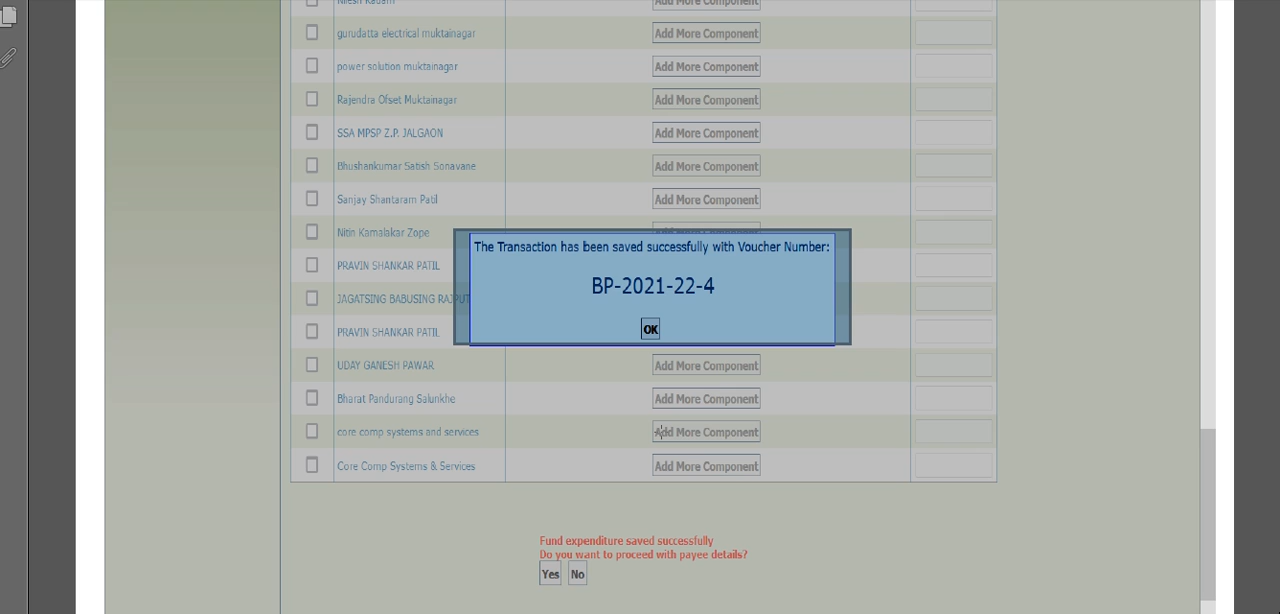 Nilesh Kadam
gurudatta electrical muktainagar Add More Component
power solution muktainagar Add More Component
Rajendra Ofset Muktainagar Add More Component
SSA MPSP Z.P. JALGAON Add More Component
Bhushankumar Satish Sonavane Add More Component
Sanjay Shantaram Patil Add More Component
Nitin Kamalakar Zope
PRAVIN SHANKAR PATIL
JAGATSING BABUSING RAJPUT
PRAVIN SHANKAR PATIL
The Transaction has been saved successfully with Voucher Number:
BP-2021-22-4
OK
UDAY GANESH PAWAR Add More Component
Bharat Pandurang Salunkhe Add More Component
core comp systems and services Add More Component
Core Comp Systems & Services Add More Component
Fund expenditure saved successfully
Do you want to proceed with payee details?
Yes No